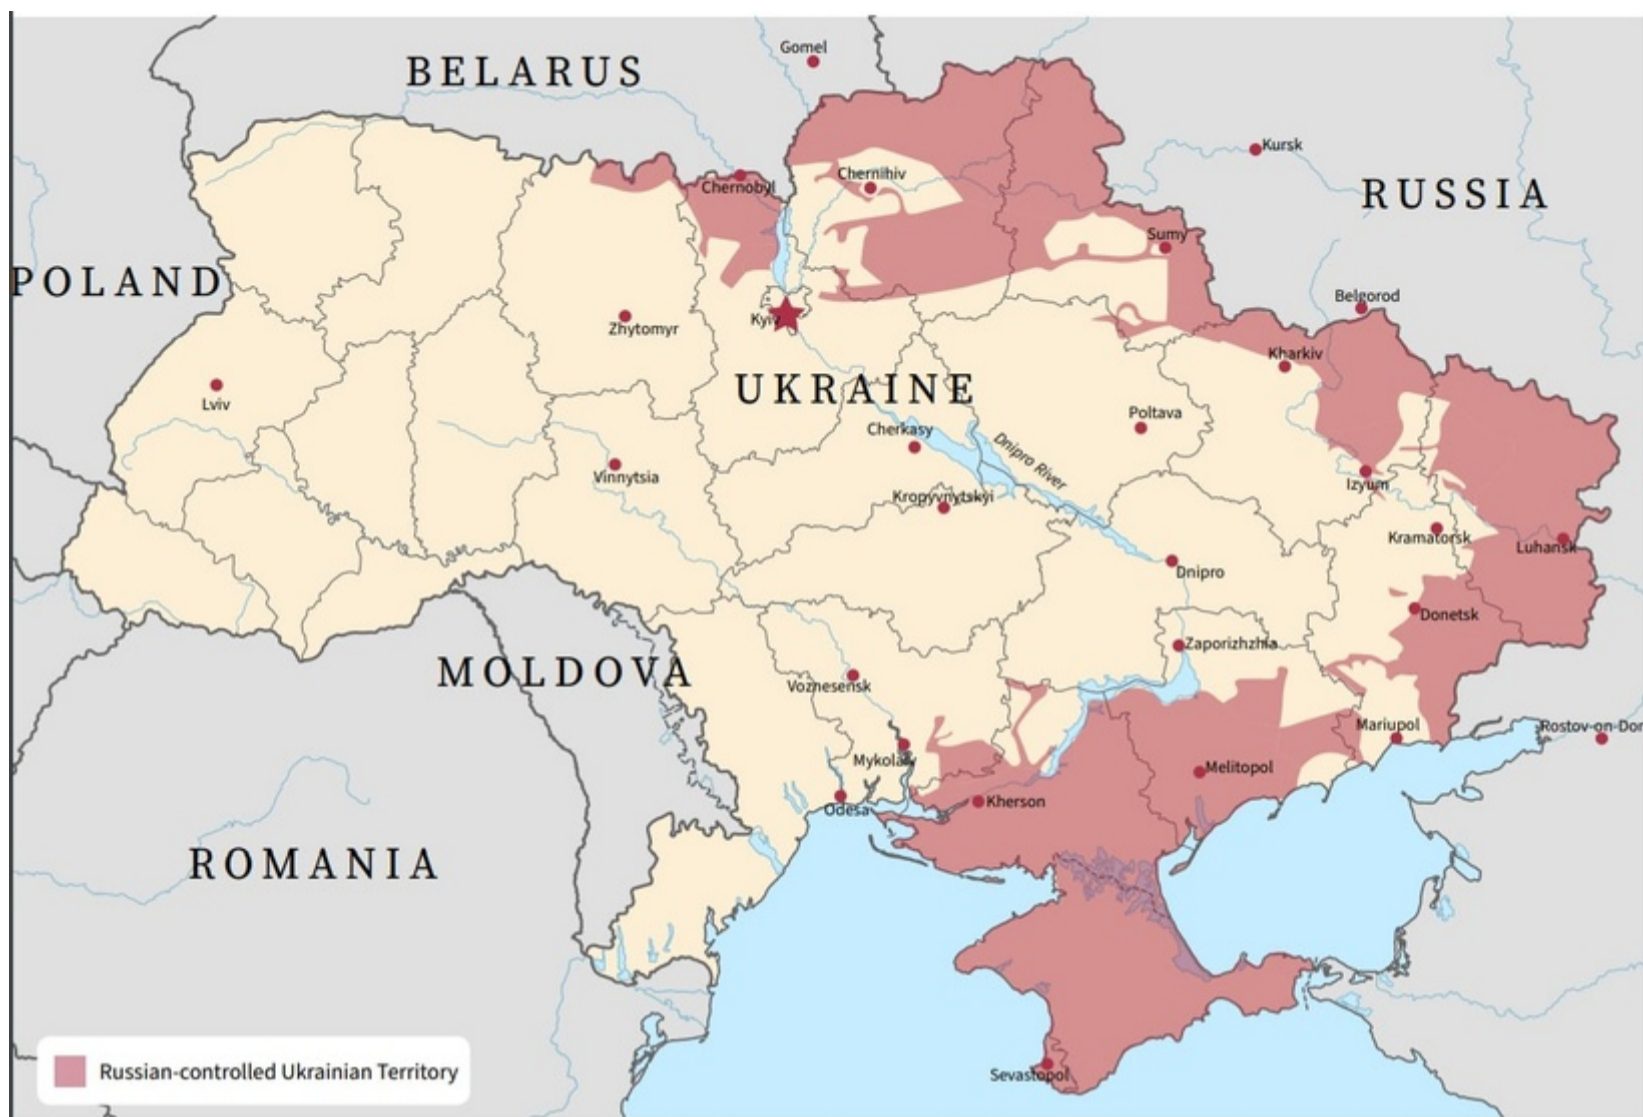 Gomel
BELARUS
Kursk
Chernihiv
Chernobyl
RUSSIA
Sumy
POLAND
Belgorod
Kyiv
Zhytomyr
Kharkiv
UKRAINE
Lviv
Poltava
Cherkasy
Dnipro River
Vinnytsia
Izyum
Kropyvnytskyi
Kramatorsk
Luhansk
Dnipro
Donetsk
Zaporizhzhia
MOLDOVA
Voznesensk
Mariupol
Rostov-on-Don
Mykolaiv
Melitopol
Kherson
Odesa
ROMANIA
Russian-controlled Ukrainian Territory
Sevastopol